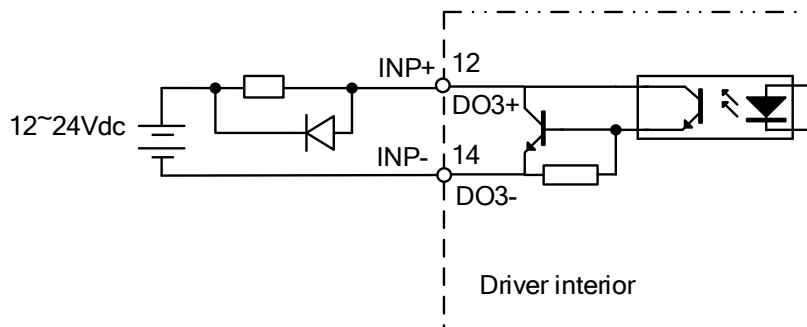 INP+
12
DO3+
12~24Vdc
INP-
14
DO3-
Driver interior